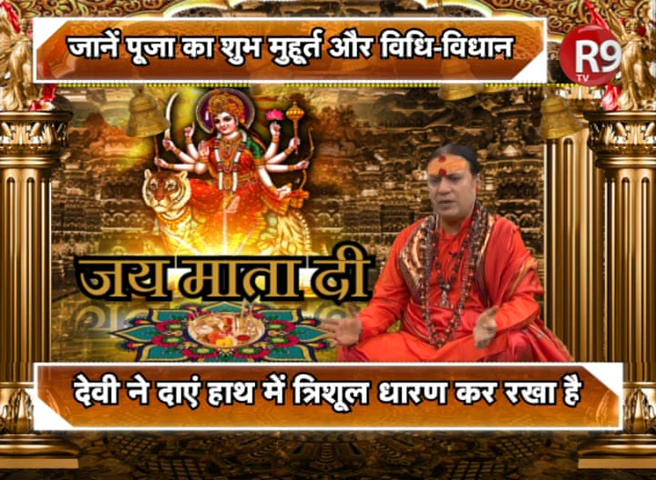 जानें पूजा का शुभ मुहूर्त और विधि-विधान
R9
TV
जय माता दी
देवी ने दाएं हाथ में त्रिशूल धारण कर रखा है